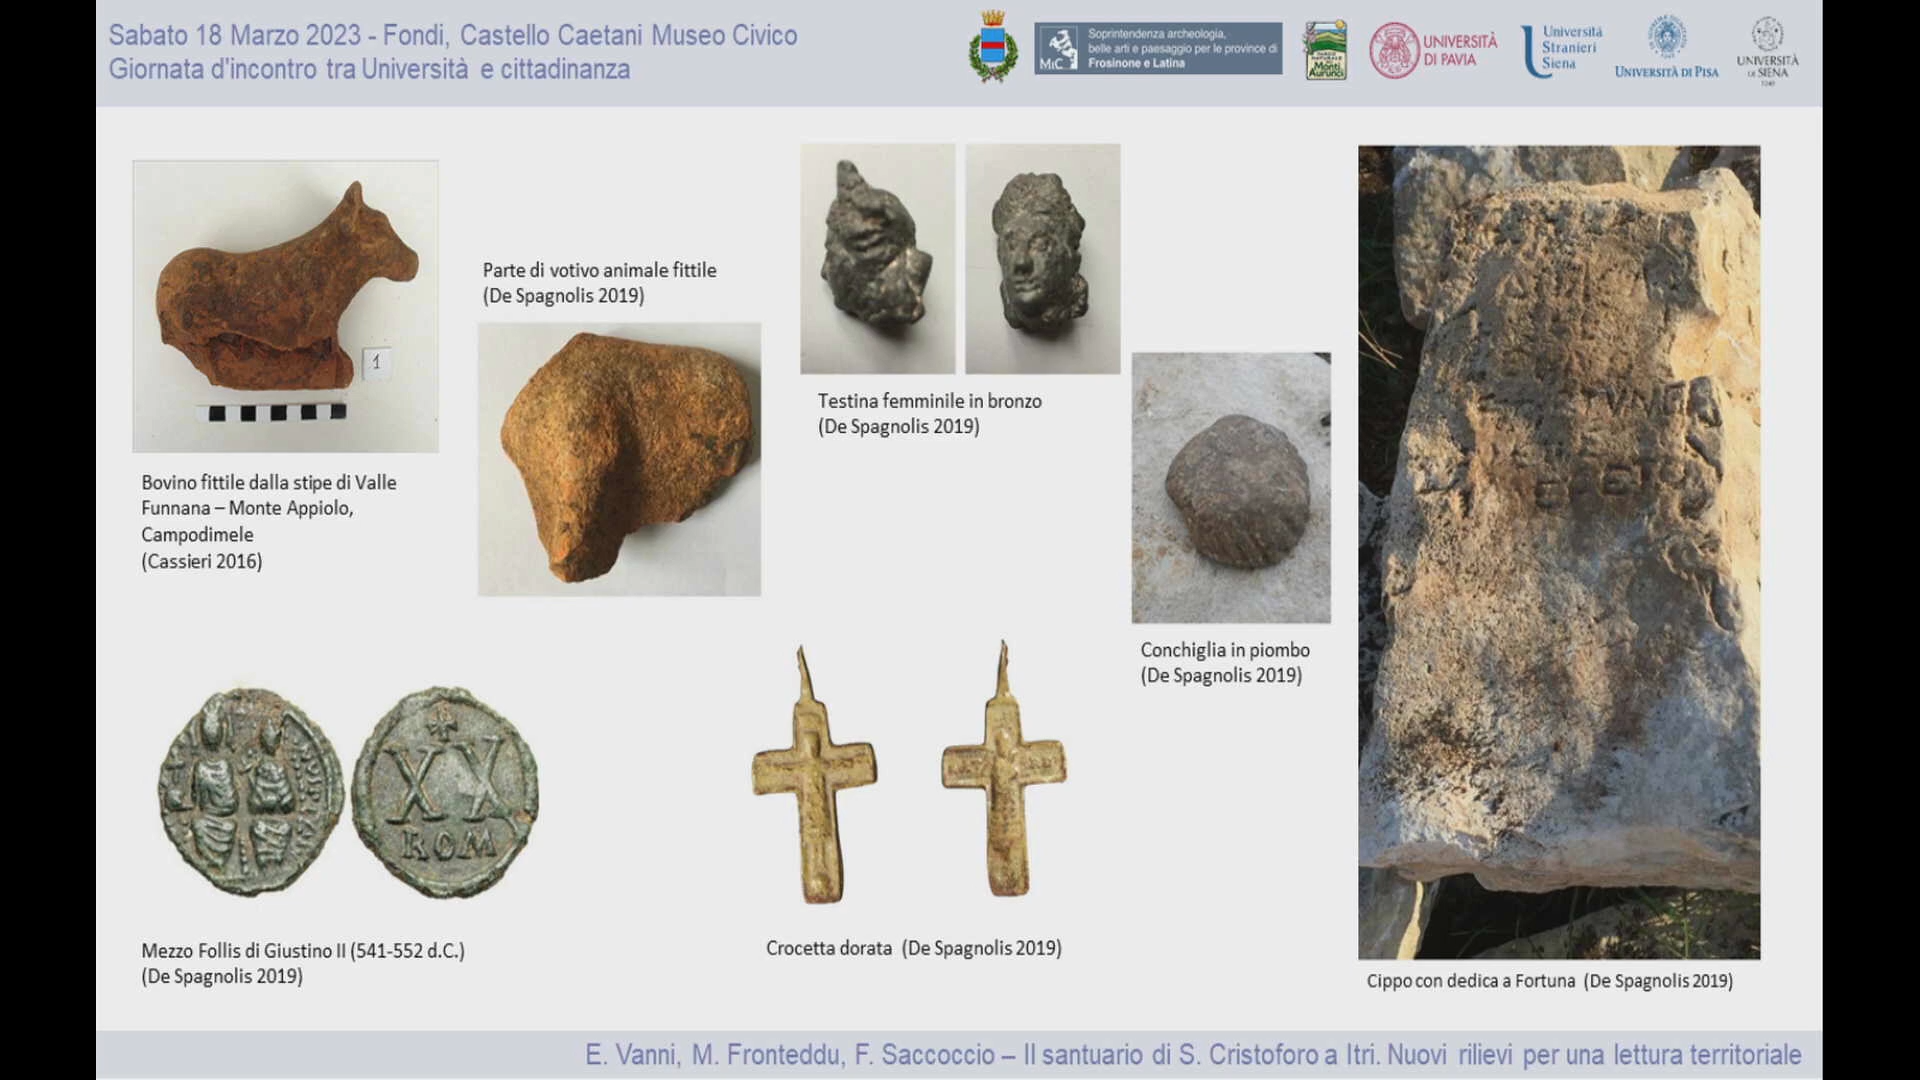 Sabato 18 Marzo 2023 - Fondi, Castello Caetani Museo Civico
Giornata d'incontro tra Università e cittadinanza
MiC
Soprintendenza archeologia,
belle arti e paesaggio per le province di
Frosinone e Latina
Monti
Aurunci
UNIVERSITÀ
DI PAVIA
Università
Stranieri
Siena
UNIVERSITÀ DI PISA
UNIVERSITÀ
DI SIENA
1240
1
Bovino fittile dalla stipe di Valle
Funnana – Monte Appiolo,
Campodimele
(Cassieri 2016)
Parte di votivo animale fittile
(De Spagnolis 2019)
Testina femminile in bronzo
(De Spagnolis 2019)
Conchiglia in piombo
(De Spagnolis 2019)
XX
ROM
Mezzo Follis di Giustino II (541-552 d.C.)
(De Spagnolis 2019)
Crocetta dorata (De Spagnolis 2019)
Cippo con dedica a Fortuna (De Spagnolis 2019)
E. Vanni, M. Fronteddu, F. Saccoccio – Il santuario di S. Cristoforo a Itri. Nuovi rilievi per una lettura territoriale